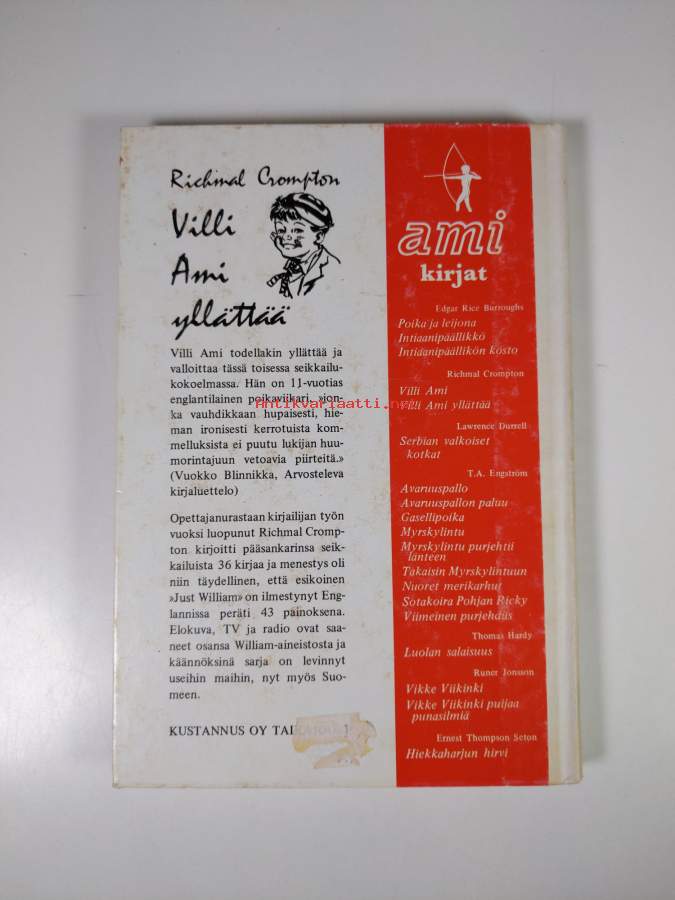 Richmal Crompton
Villi
Ami
yllättää
Villi Ami todellakin yllättää ja
valloittaa tässä toisessa seikkailu-
kokoelmassa. Hän on 11-vuotias
englantilainen poikaviikari, »jon-
ka vauhdikkaan hupaisesti, hie-
man ironisesti kerrotuista kom-
melluksista ei puutu lukijan huu-
morintajuun vetoavia piirteitä.»
(Vuokko Blinnikka, Arvosteleva
kirjaluettelo)
Opettajanurastaan kirjailijan työn
vuoksi luopunut Richmal Cromp-
ton kirjoitti pääsankarinsa seik-
kailuista 36 kirjaa ja menestys oli
niin täydellinen, että esikoinen
»Just William» on ilmestynyt Eng-
lannissa peräti 43 painoksena.
Elokuva, TV ja radio ovat saa-
neet osansa William-aineistosta ja
käännöksinä sarja on levinnyt
useihin maihin, nyt myös Suo-
meen.
KUSTANNUS OY
ami
kirjat
Edgar Rice Burroughs
Poika ja leijona
Intiaanipäällikkö
Intiaanipäällikön kosto
Richmal Crompton
Villi Ami
Villi Ami yllättää
Lawrence Durrell
Serbian valkoiset
kotkat
T.A. Engström
Avaruuspallo
Avaruuspallon paluu
Gasellipoika
Myrskylintu
Myrskylintu purjehtii
länteen
Takaisin Myrskylintuun
Nuoret merikarhut
Sotakoira Pohjan Ricky
Viimeinen purjehdus
Thomas Hardy
Luolan salaisuus
Runer Jonsson
Vikke Viikinki
Vikke Viikinki puijaa
punasilmiä
Ernest Thompson Seton
Hiekkaharjun hirvi
Antikvariaatti.net